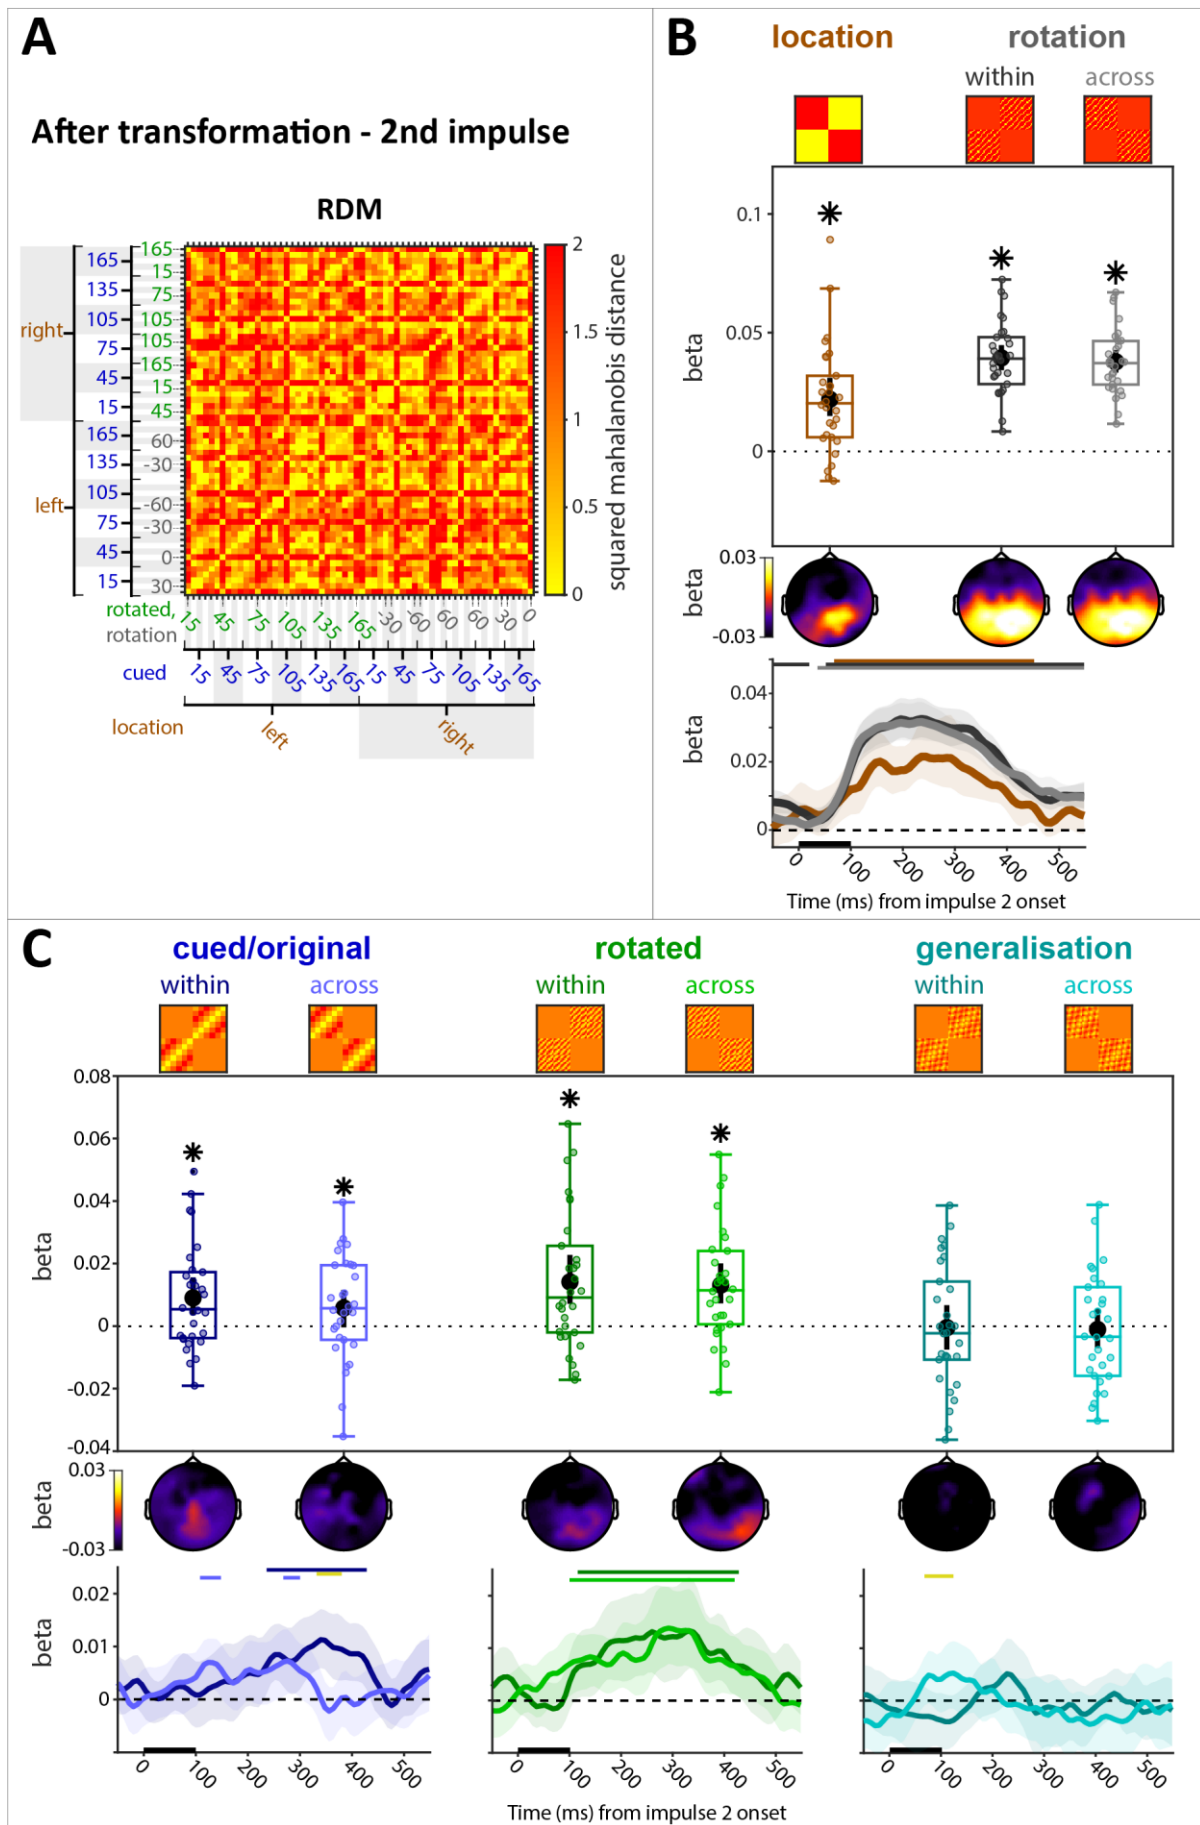 A
After transformation - 2nd impulse
RDM
right
left
165
135
105
75
45
15
165
135
105
75
45
15
165
15
75
105
105
165
15
45
60
-30
-60
-30
0
30
2
1.5
1
0.5
0
squared mahalanobis distance
rotated,
rotation
15
45
75
105
135
165
-30
-60
60
-60
-30
0
cued
15
45
75
105
135
165
15
45
75
105
135
165
location
left
right
B
location
rotation
within
across
0.1
0.05
0
beta
0.03
-0.03
beta
0.04
0.02
0
beta
0
100
200
300
400
500
Time (ms) from impulse 2 onset
C
cued/original
rotated
generalisation
within
across
within
across
within
across
0.08
0.06
0.04
0.02
0
-0.02
-0.04
beta
0.03
-0.03
beta
0.02
0.01
0
beta
0
100
200
300
400
500
0
100
200
300
400
500
0
100
200
300
400
500
Time (ms) from impulse 2 onset